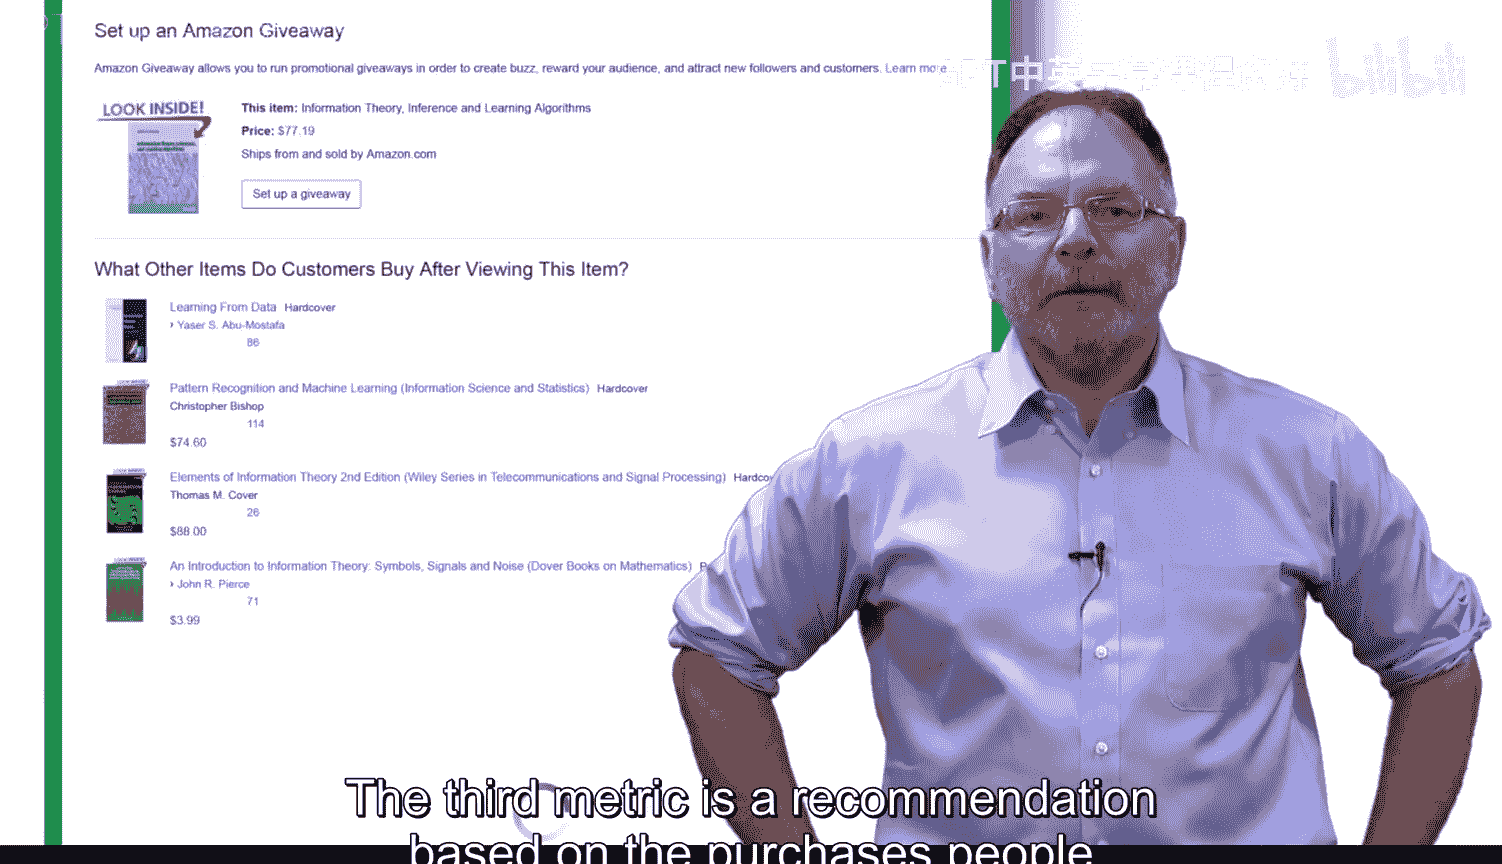 Set up an Amazon Giveaway
Amazon Giveaway allows you to run promotional giveaways in order to create buzz, reward your audience, and attract new followers and customers. Learn more
LOOK INSIDE!
This item: Information Theory, Inference and Learning Algorithms
Price: $77.19
Ships from and sold by Amazon.com
Set up a giveaway
What Other Items Do Customers Buy After Viewing This Item?
Learning From Data Hardcover
› Yaser S. Abu-Mostafa
86
Pattern Recognition and Machine Learning (Information Science and Statistics) Hardcover
Christopher Bishop
114
$74.60
Elements of Information Theory 2nd Edition (Wiley Series in Telecommunications and Signal Processing)
Thomas M. Cover
26
$88.00
An Introduction to Information Theory: Symbols, Signals and Noise (Dover Books on Mathematics)
› John R. Pierce
71
$3.99
bilibili
The third metric is a recommendation
based on the purchases people